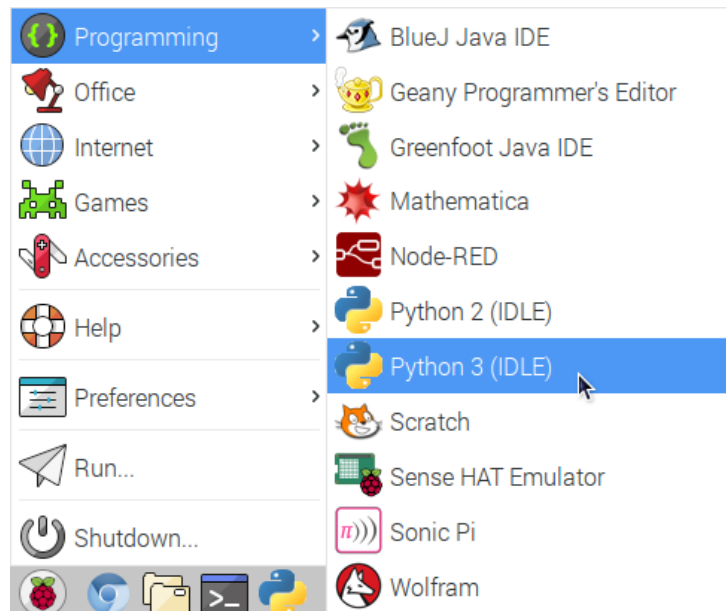 Programming
Office
Internet
Games
Accessories
Help
Preferences
Run...
Shutdown...
BlueJ Java IDE
Geany Programmer's Editor
Greenfoot Java IDE
Mathematica
Node-RED
Python 2 (IDLE)
Python 3 (IDLE)
Scratch
Sense HAT Emulator
π)))
Sonic Pi
Wolfram